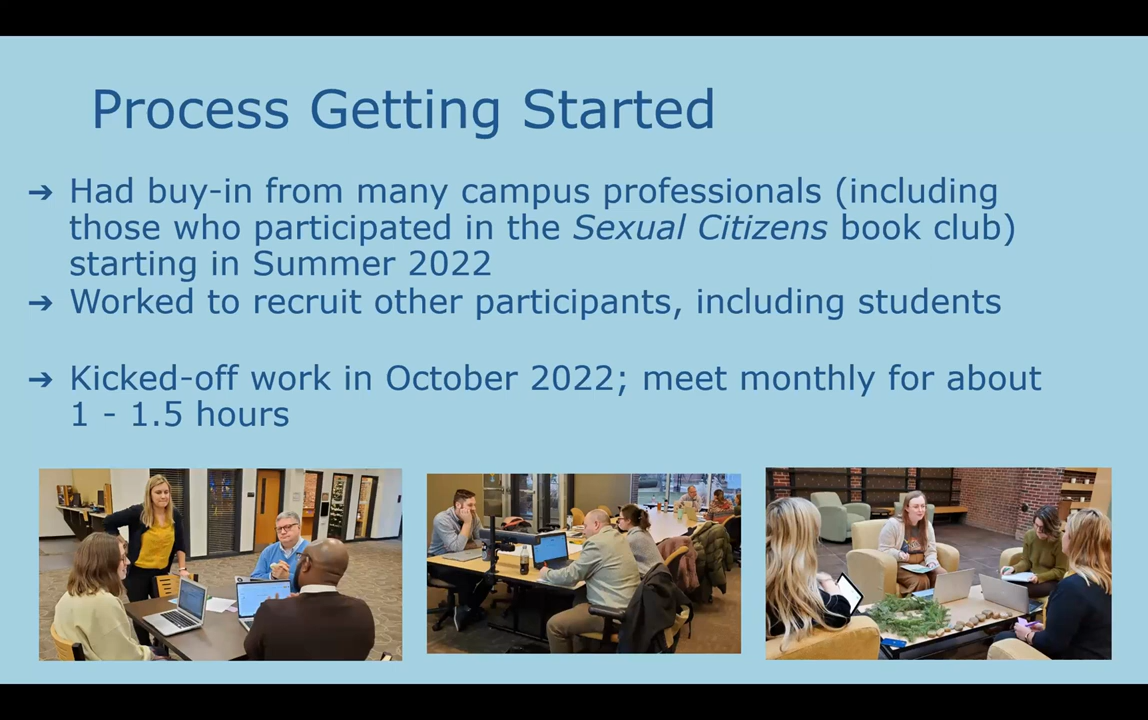 Process Getting Started
➔ Had buy-in from many campus professionals (including
those who participated in the Sexual Citizens book club)
starting in Summer 2022
➔ Worked to recruit other participants, including students
➔ Kicked-off work in October 2022; meet monthly for about
1 - 1.5 hours